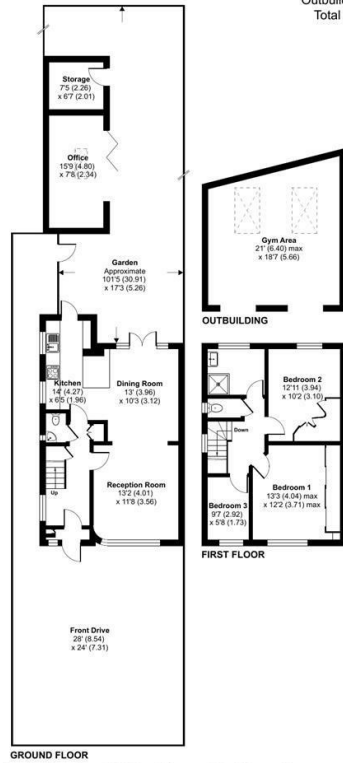 Outbuil
Total
Storage
7'5 (2.26)
x 6'7 (2.01)
Office
15'9 (4.80)
x 7'8 (2.34)
Garden
Approximate
101'5 (30.91)
x 17'3 (5.26)
Gym Area
21' (6.40) max
x 18'7 (5.66)
OUTBUILDING
Kitchen
14' (4.27)
x 6'5 (1.96)
Dining Room
13' (3.96)
x 10'3 (3.12)
Up
Reception Room
13'2 (4.01)
x 11'8 (3.56)
Bedroom 2
12'11 (3.94)
x 10'2 (3.10)
Down
Bedroom 3
9'7 (2.92)
x 5'8 (1.73)
Bedroom 1
13'3 (4.04) max
x 12'2 (3.71) max
FIRST FLOOR
Front Drive
28' (8.54)
x 24' (7.31)
GROUND FLOOR